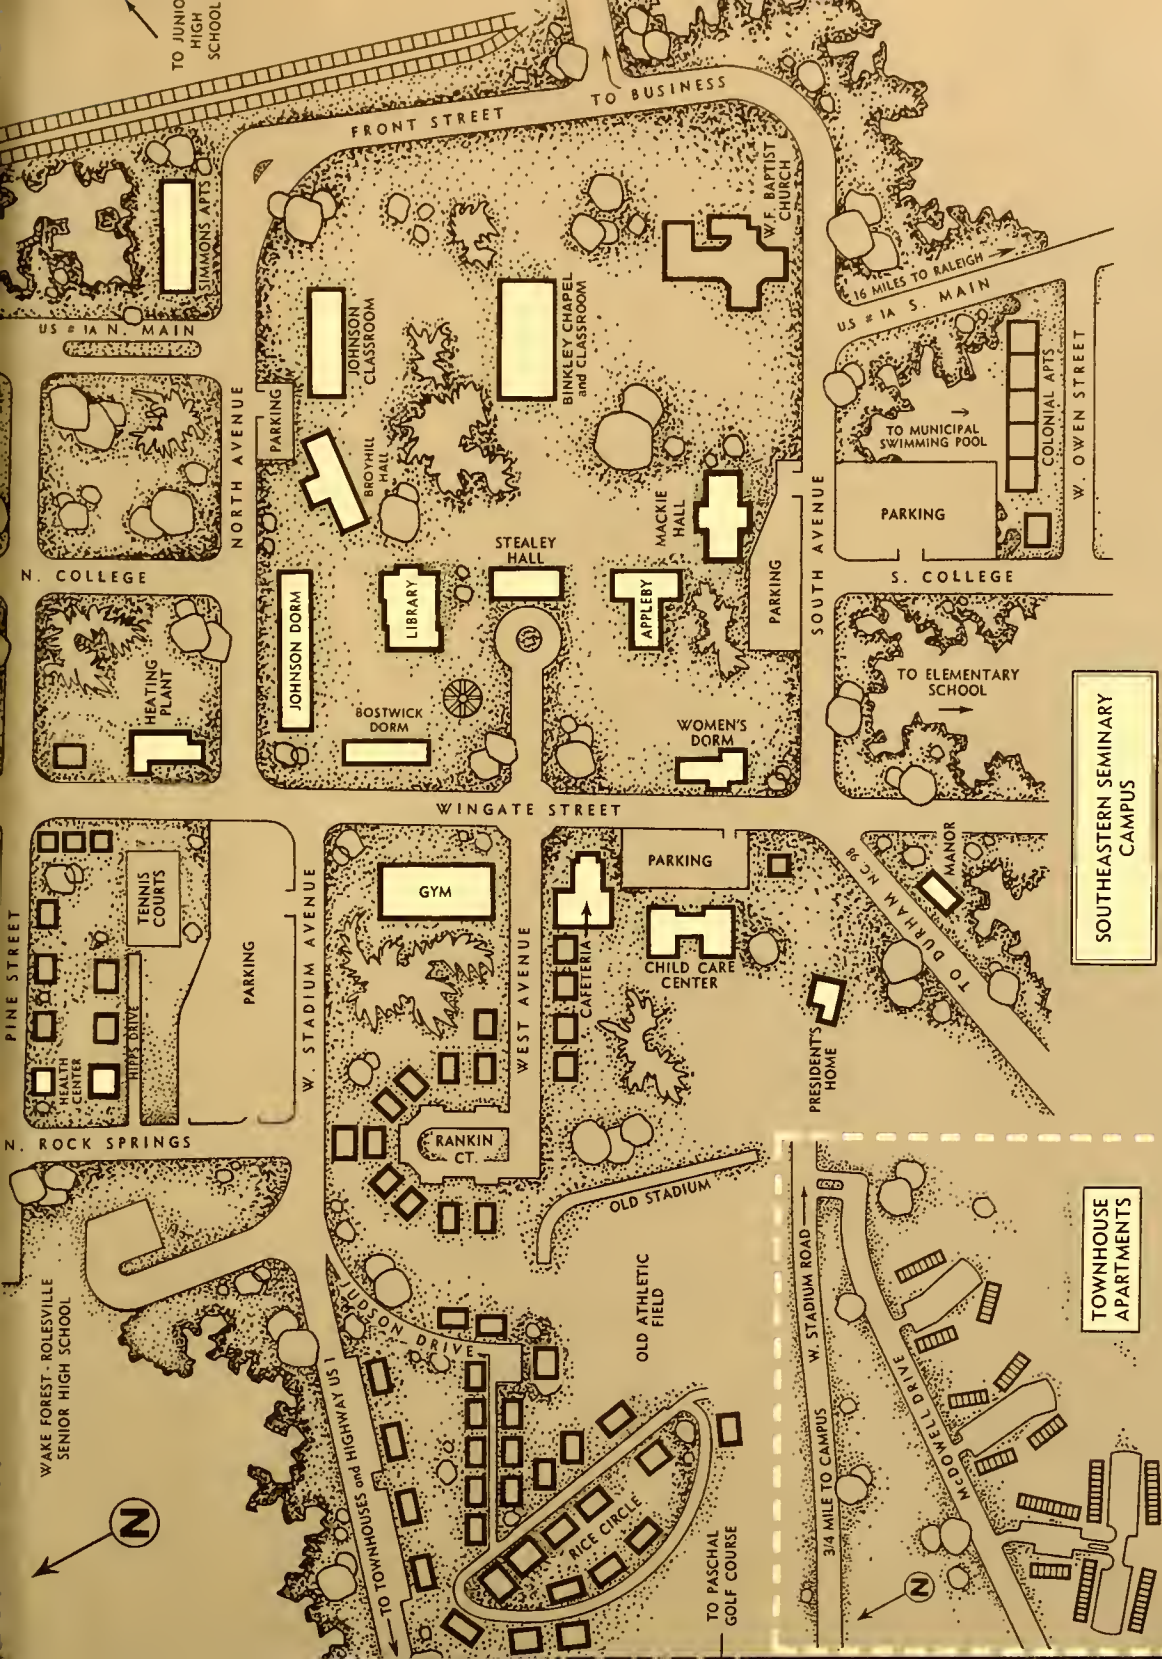 TO JUNIO
HIGH
SCHOOL
FRONT STREET
TO BUSINESS
SIMMONS APTS
W.F. BAPTIST
CHURCH
16 MILES TO RALEIGH
US # 1A S. MAIN
US # 1A N. MAIN
JOHNSON
CLASSROOM
BINKLEY CHAPEL
and CLASSROOM
NORTH AVENUE
PARKING
BROYHILL
HALL
TO MUNICIPAL
SWIMMING POOL
COLONIAL APTS
W. OWEN STREET
MACKIE
HALL
PARKING
SOUTH AVENUE
STEALEY
HALL
N. COLLEGE
S. COLLEGE
JOHNSON DORM
LIBRARY
APPLEBY
PARKING
HEATING
PLANT
BOSTWICK
DORM
WOMEN'S
DORM
TO ELEMENTARY
SCHOOL
SOUTHEASTERN SEMINARY
CAMPUS
WINGATE STREET
PINE STREET
TENNIS
COURTS
PARKING
W. STADIUM AVENUE
GYM
WEST AVENUE
CAFETERIA
PARKING
CHILD CARE
CENTER
MANOR
TO DURHAM NC 98
PRESIDENT'S
HOME
HEALTH
CENTER
HIPPS DRIVE
N. ROCK SPRINGS
RANKIN
CT.
OLD STADIUM
WAKE FOREST ROLESVILLE
SENIOR HIGH SCHOOL
JUDSON DRIVE
OLD ATHLETIC
FIELD
TO TOWNHOUSES and HIGHWAY US 1
RICE CIRCLE
TO PASCHAL
GOLF COURSE
N
TOWNHOUSE
APARTMENTS
W. STADIUM ROAD
3/4 MILE TO CAMPUS
McDOWELL DRIVE
N